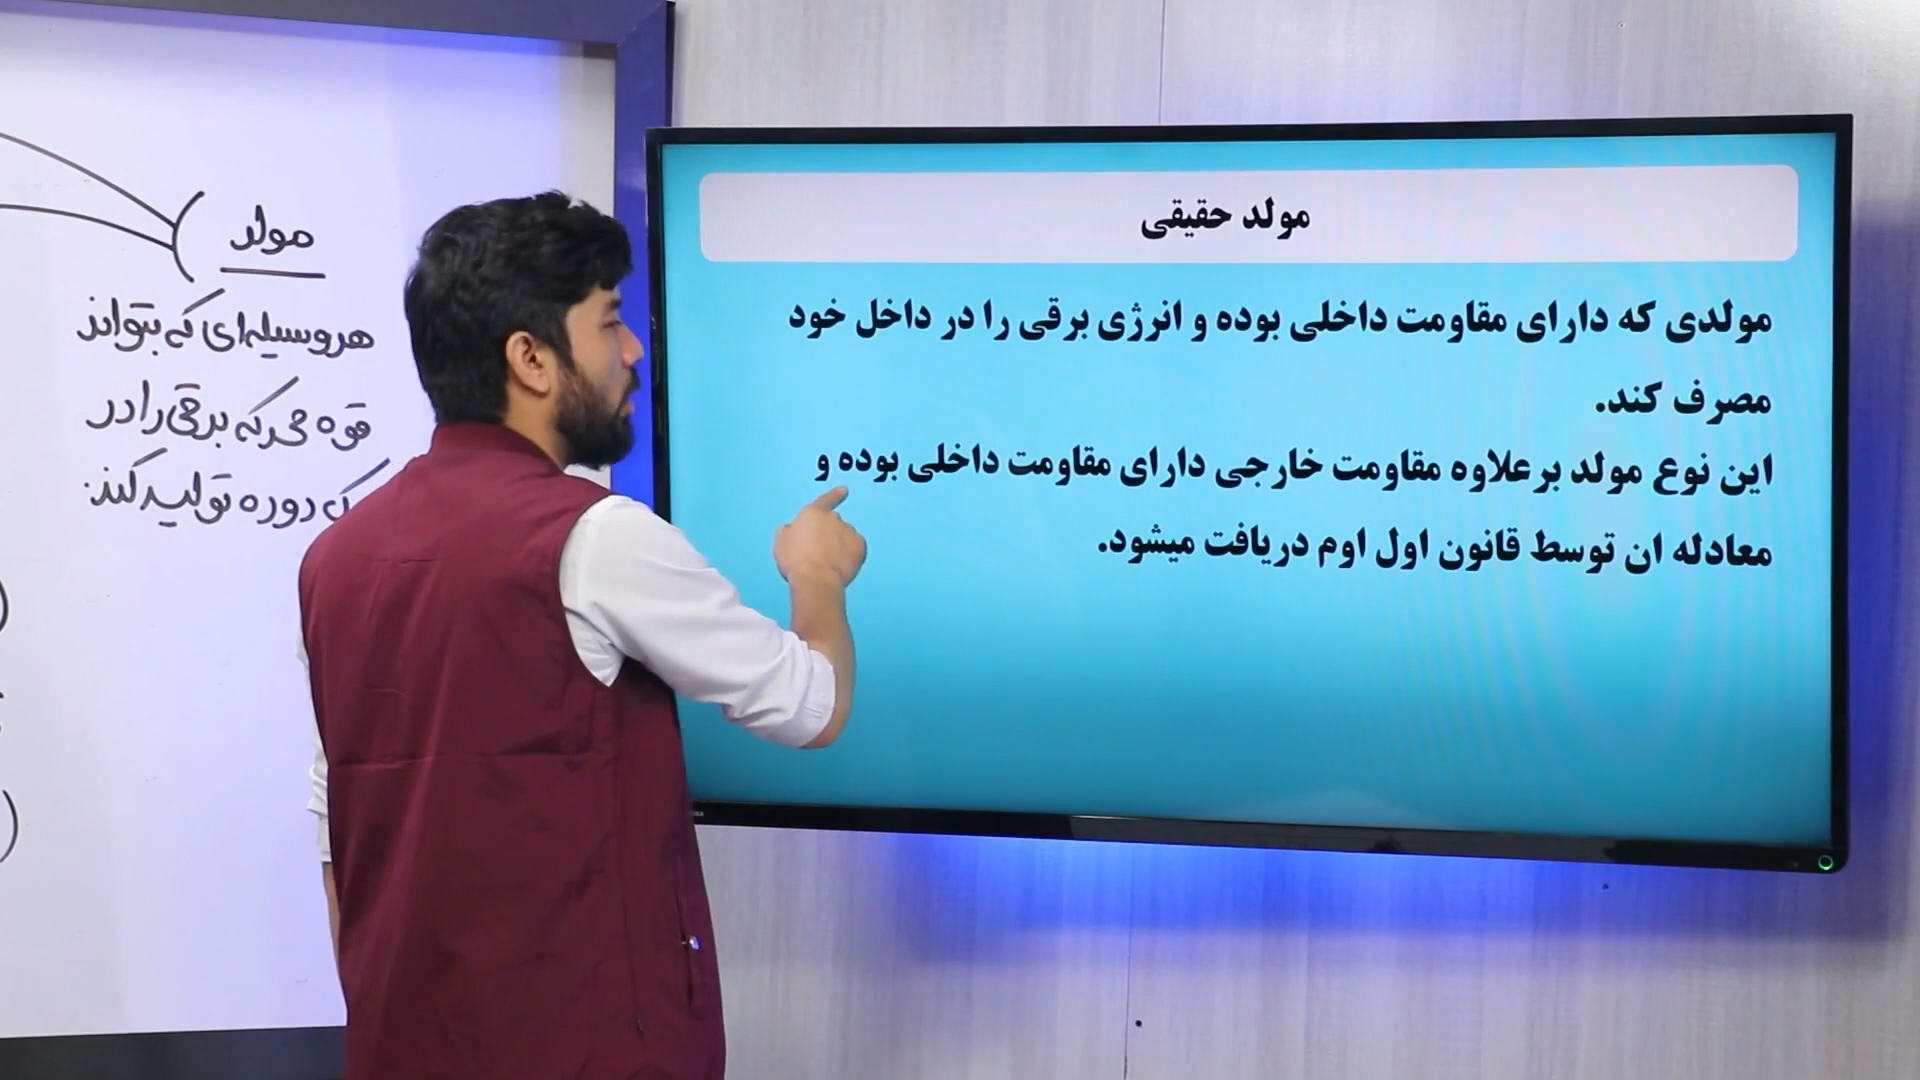 مولد حقیقی
مولدی که دارای مقاومت داخلی بوده و انرژی برقی را در داخل خود
مصرف کند.
این نوع مولد برعلاوه مقاومت خارجی دارای مقاومت داخلی بوده و
معادله ان توسط قانون اول اوم دریافت میشود.
مولد
هر وسیله‌ای که بتواند
قوه محرکه برقی را در
دوره تولید کند.